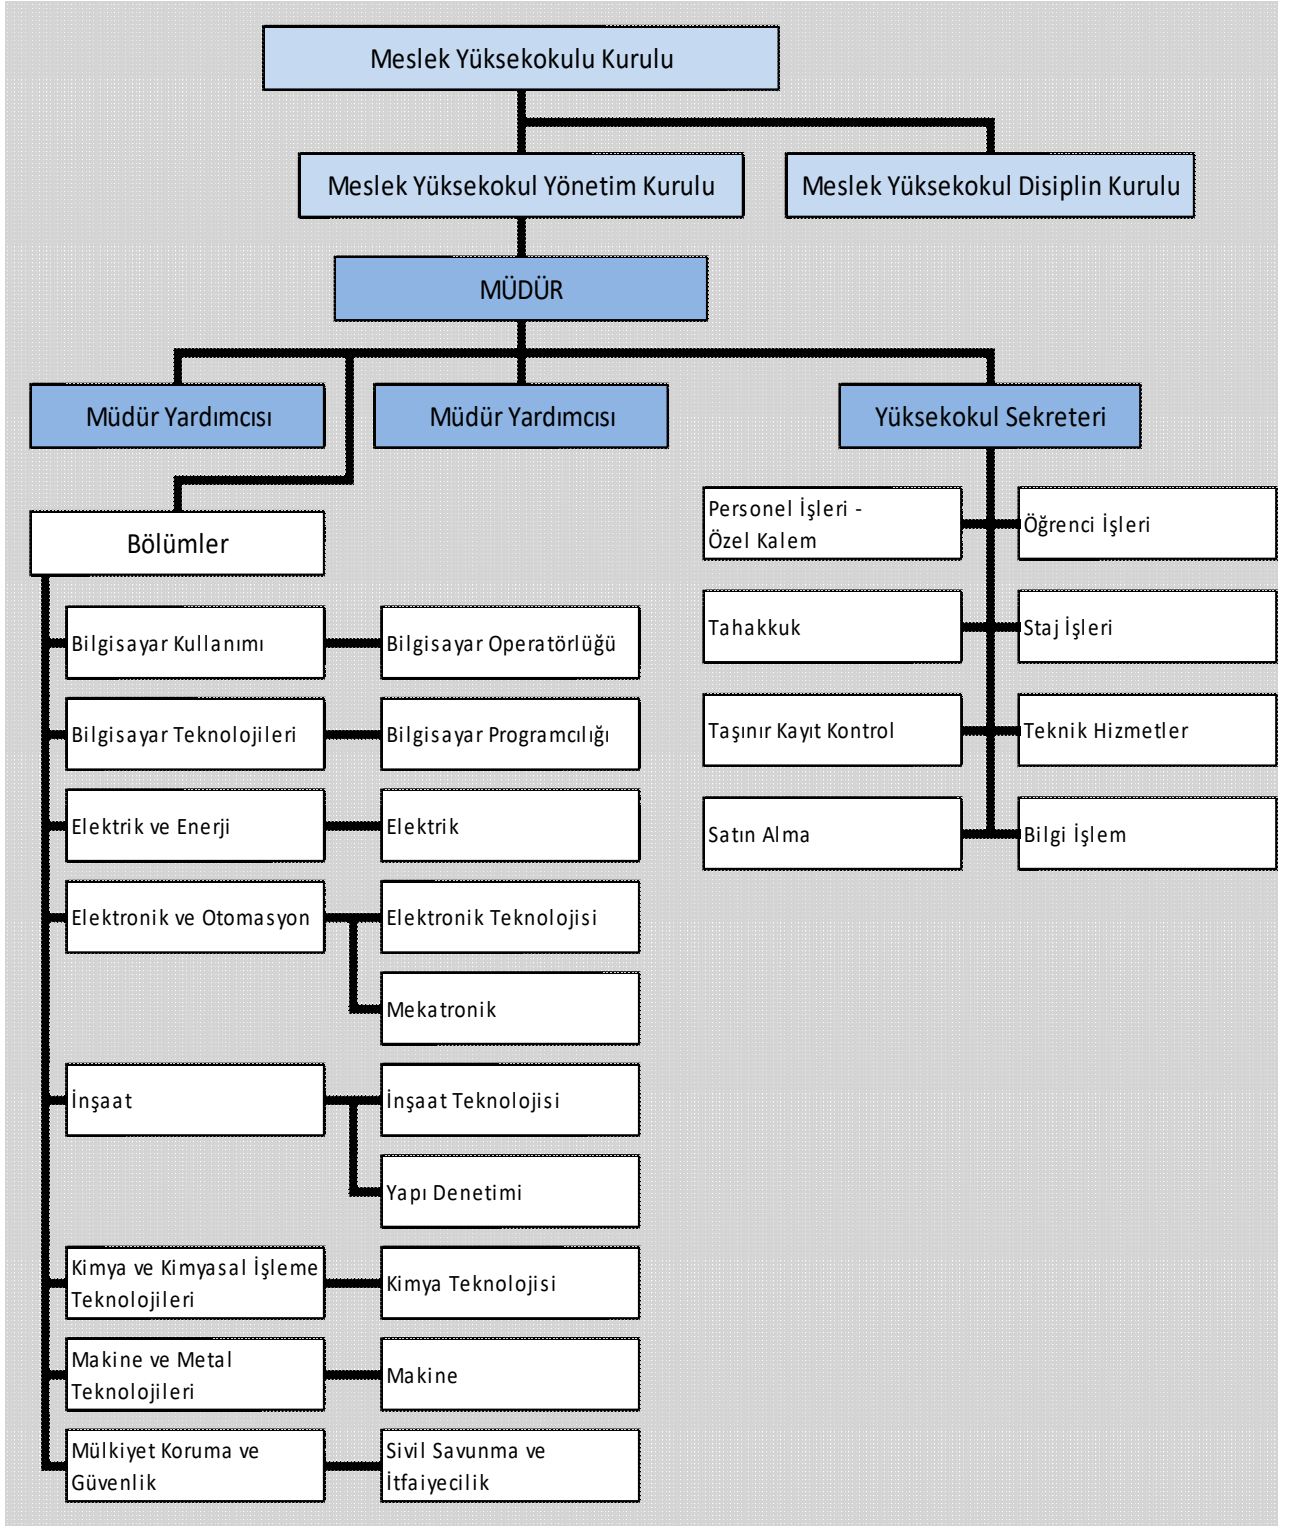 Meslek Yüksekokulu Kurulu
Meslek Yüksekokul Yönetim Kurulu
Meslek Yüksekokul Disiplin Kurulu
MÜDÜR
Müdür Yardımcısı
Müdür Yardımcısı
Yüksekokul Sekreteri
Personel İşleri -
Özel Kalem
Öğrenci İşleri
Tahakkuk
Staj İşleri
Taşınır Kayıt Kontrol
Teknik Hizmetler
Satın Alma
Bilgi İşlem
Bölümler
Bilgisayar Kullanımı
Bilgisayar Operatörlüğü
Bilgisayar Teknolojileri
Bilgisayar Programcılığı
Elektrik ve Enerji
Elektrik
Elektronik ve Otomasyon
Elektronik Teknolojisi
Mekatronik
İnşaat
İnşaat Teknolojisi
Yapı Denetimi
Kimya ve Kimyasal İşleme
Teknolojileri
Kimya Teknolojisi
Makine ve Metal
Teknolojileri
Makine
Mülkiyet Koruma ve
Güvenlik
Sivil Savunma ve
İtfaiyecilik